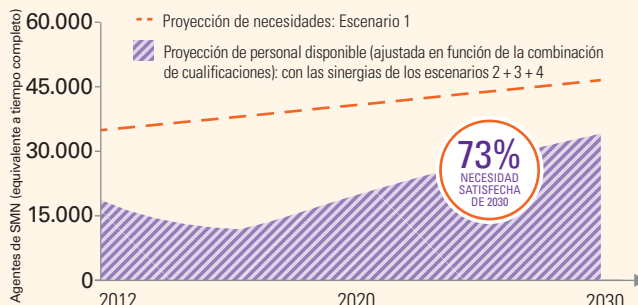 60.000
Proyección de necesidades: Escenario 1
Proyección de personal disponible (ajustada en función de la combinación
de cualificaciones): con las sinergias de los escenarios 2 + 3 + 4
45.000
30.000
15.000
0
Agentes de SMN (equivalente a tiempo completo)
73%
NECESIDAD
SATISFECHA
DE 2030
2012
2020
2030